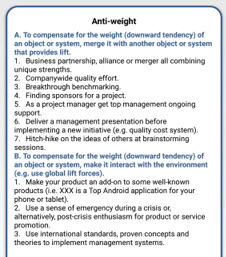 Anti-weight
A. To compensate for the weight (downward tendency) of
an object or system, merge it with another object or system
that provides lift.
1. Business partnership, alliance or merger all combining
unique strengths.
2. Companywide quality effort.
3. Breakthrough benchmarking.
4. Finding sponsors for a project.
5. As a project manager get top management ongoing
support.
6. Deliver a management presentation before
implementing a new initiative (e.g. quality cost system).
7. Hitch-hike on the ideas of others at brainstorming
sessions.
B. To compensate for the weight (downward tendency) of
an object or system, make it interact with the environment
(e.g. use global lift forces).
1. Make your product an add-on to some well-known
products (i.e. XXX is a Top Android application for your
phone or tablet).
2. Use a sense of emergency during a crisis or,
alternatively, post-crisis enthusiasm for product or service
promotion.
3. Use international standards, proven concepts and
theories to implement management systems.